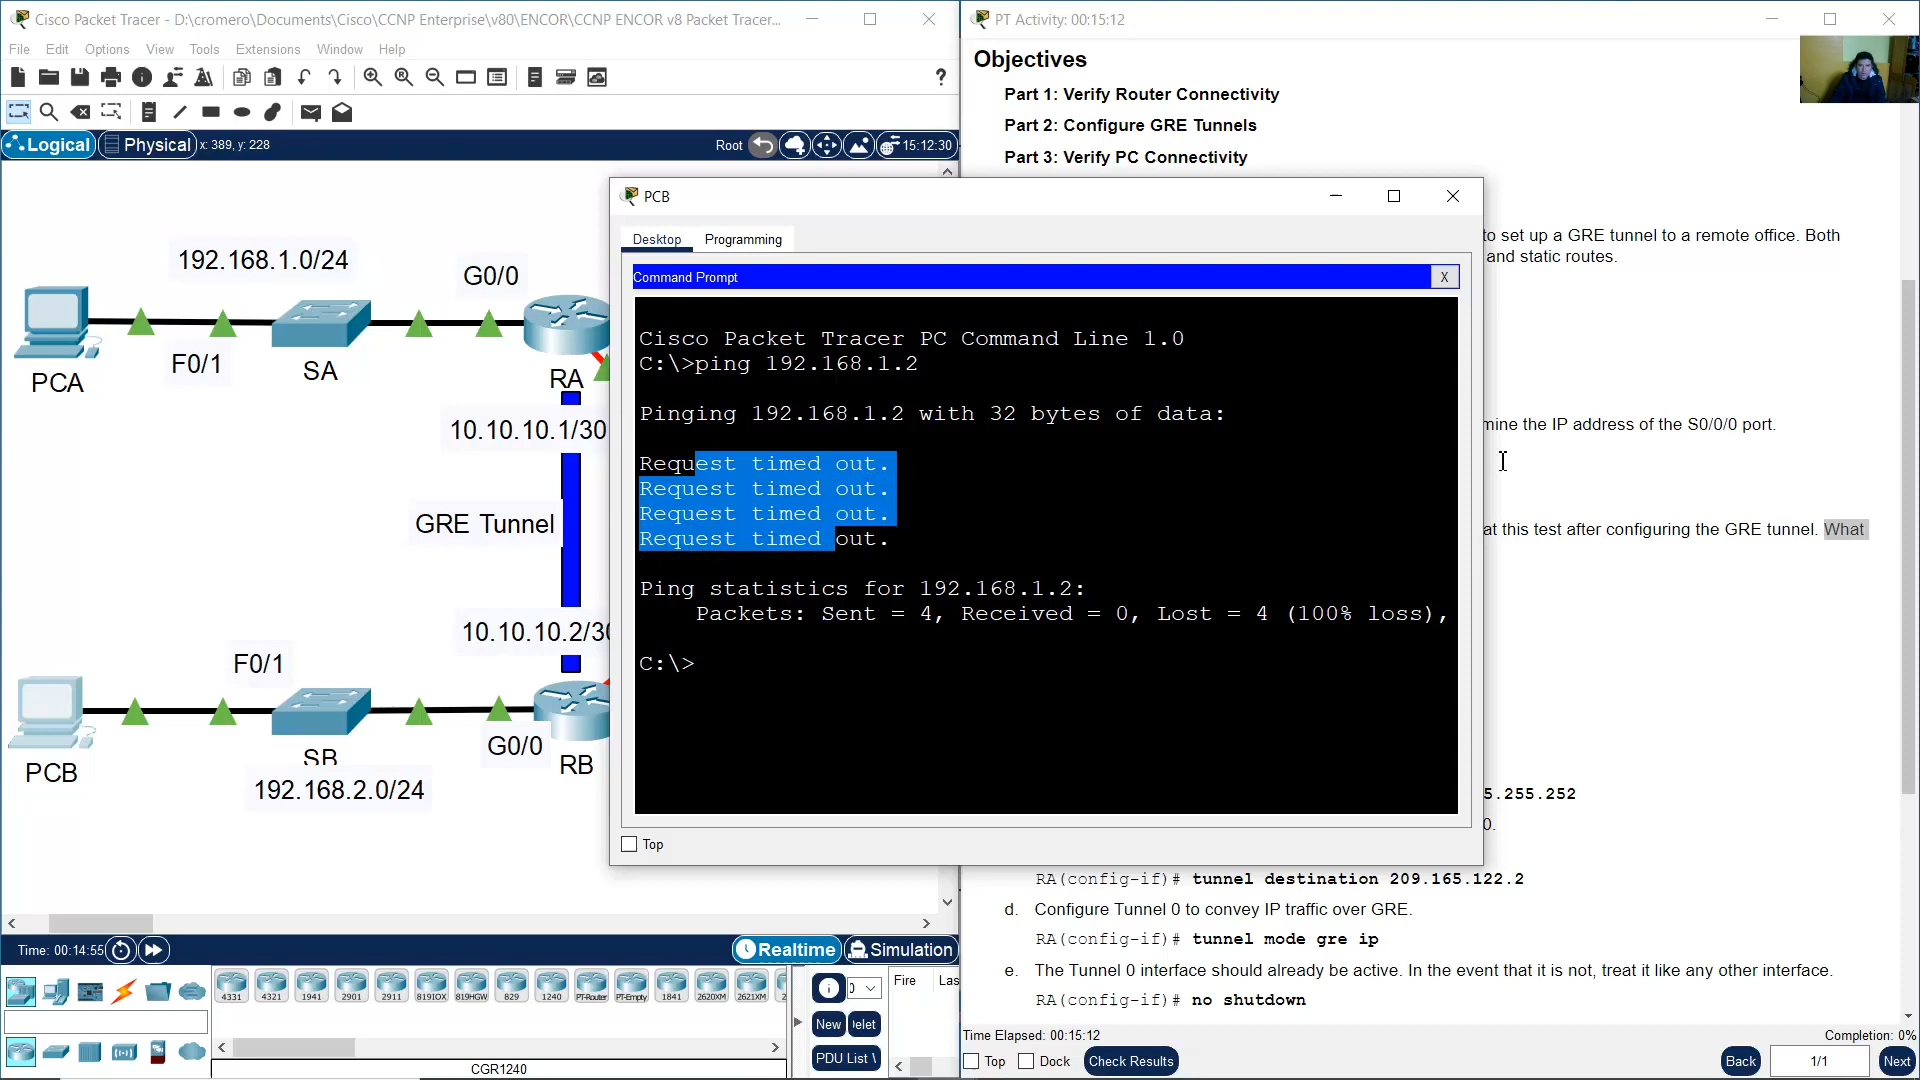 Cisco Packet Tracer - D:\cromero\Documents\Cisco\CCNP Enterprise\v80\ENCOR\CCNP ENCOR v8 Packet Tracer...
File Edit Options View Tools Extensions Window Help
?
Logical Physical x: 389, y: 228
Root 15:12:30
192.168.1.0/24
G0/0
F0/1
PCA
SA
RA
10.10.10.1/30
GRE Tunnel
10.10.10.2/30
F0/1
G0/0
PCB
SB
RB
192.168.2.0/24
Time: 00:14:55
Realtime Simulation
4331 4321 1941 2901 2911 819IOX 819HGW 829 1240 PT-Router PT-Empty 1841 2620XM 2621XM
CGR1240
0
New
PDU List
Fire Las
PCB
Desktop Programming
Command Prompt X
Cisco Packet Tracer PC Command Line 1.0
C:\>ping 192.168.1.2
Pinging 192.168.1.2 with 32 bytes of data:
Request timed out.
Request timed out.
Request timed out.
Request timed out.
Ping statistics for 192.168.1.2:
Packets: Sent = 4, Received = 0, Lost = 4 (100% loss),
C:\>
Top
PT Activity: 00:15:12
Objectives
Part 1: Verify Router Connectivity
Part 2: Configure GRE Tunnels
Part 3: Verify PC Connectivity
to set up a GRE tunnel to a remote office. Both
and static routes.
mine the IP address of the S0/0/0 port.
at this test after configuring the GRE tunnel. What
5.255.252
0.
RA(config-if)# tunnel destination 209.165.122.2
d. Configure Tunnel 0 to convey IP traffic over GRE.
RA(config-if)# tunnel mode gre ip
e. The Tunnel 0 interface should already be active. In the event that it is not, treat it like any other interface.
RA(config-if)# no shutdown
Time Elapsed: 00:15:12 Completion: 0%
Top Dock Check Results Back 1/1 Next